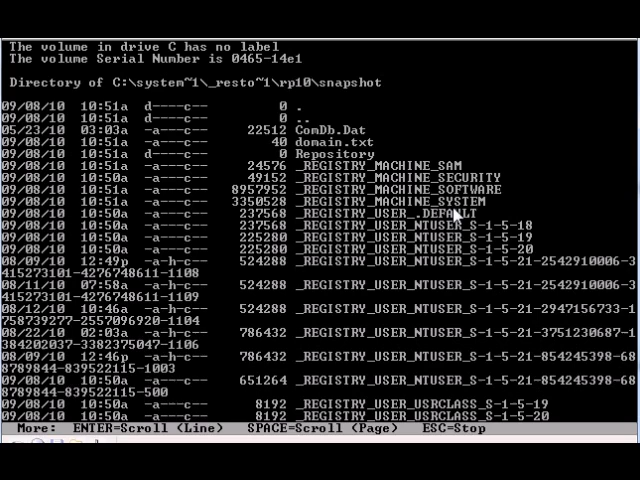 The volume in drive C has no label
The volume Serial Number is 0465-14e1
Directory of C:\system~1\_resto~1\rp10\snapshot
09/08/10 10:51a d----c-- 0 .
09/08/10 10:51a d----c-- 0 ..
05/23/10 03:03a -a---c-- 22512 ComDb.Dat
09/08/10 10:51a -a---c-- 40 domain.txt
09/08/10 10:51a d----c-- 0 Repository
09/08/10 10:51a -a---c-- 24576 _REGISTRY_MACHINE_SAM
09/08/10 10:51a -a---c-- 49152 _REGISTRY_MACHINE_SECURITY
09/08/10 10:51a -a---c-- 8957952 _REGISTRY_MACHINE_SOFTWARE
09/08/10 10:51a -a---c-- 3350528 _REGISTRY_MACHINE_SYSTEM
09/08/10 10:50a -a---c-- 237568 _REGISTRY_USER_.DEFAULT
09/08/10 10:50a -a---c-- 237568 _REGISTRY_USER_NTUSER_S-1-5-18
09/08/10 10:50a -a---c-- 225280 _REGISTRY_USER_NTUSER_S-1-5-19
09/08/10 10:50a -a---c-- 225280 _REGISTRY_USER_NTUSER_S-1-5-20
08/09/10 12:49p -a-h-c-- 524288 _REGISTRY_USER_NTUSER_S-1-5-21-2542910006-3
415273101-4276748611-1108
08/11/10 07:58a -a-h-c-- 524288 _REGISTRY_USER_NTUSER_S-1-5-21-2542910006-3
415273101-4276748611-1109
08/12/10 10:46a -a-h-c-- 524288 _REGISTRY_USER_NTUSER_S-1-5-21-2947156733-1
758739277-2557096920-1104
08/22/10 02:03a -a-h-c-- 786432 _REGISTRY_USER_NTUSER_S-1-5-21-3751230687-1
384202037-3382375047-1106
08/09/10 12:46p -a-h-c-- 786432 _REGISTRY_USER_NTUSER_S-1-5-21-854245398-68
8789844-839522115-1003
09/08/10 10:50a -a---c-- 651264 _REGISTRY_USER_NTUSER_S-1-5-21-854245398-68
8789844-839522115-500
09/08/10 10:50a -a---c-- 8192 _REGISTRY_USER_USRCLASS_S-1-5-19
09/08/10 10:50a -a---c-- 8192 _REGISTRY_USER_USRCLASS_S-1-5-20
More: ENTER=Scroll (Line) SPACE=Scroll (Page) ESC=Stop